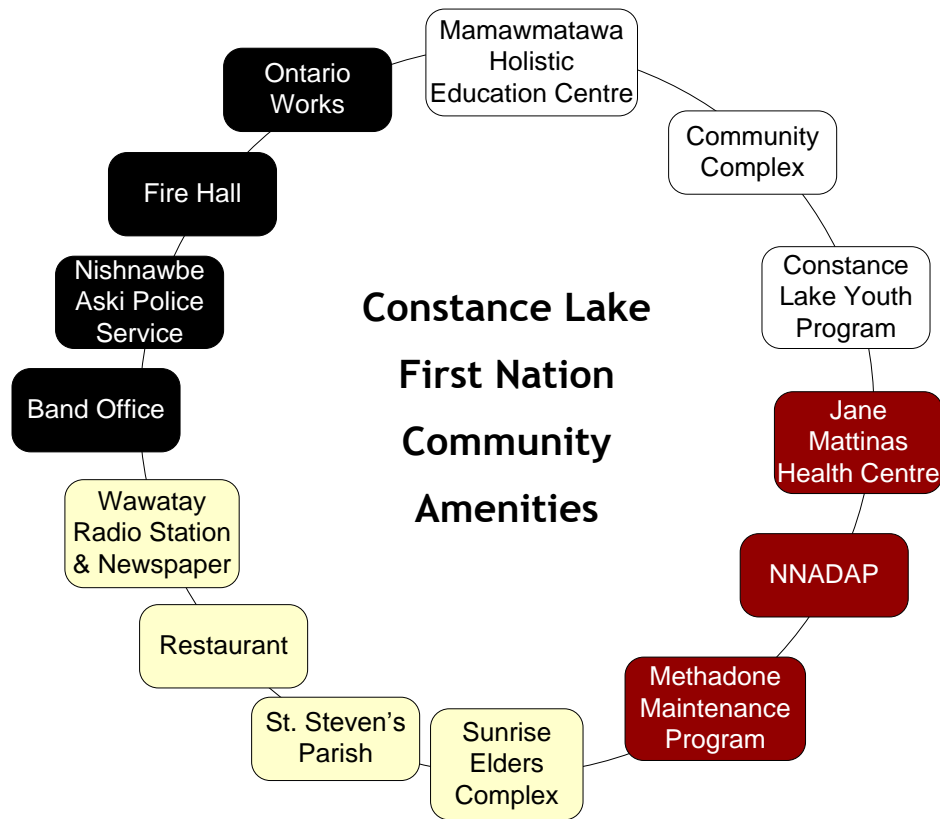 Mamawmatawa
Holistic
Education Centre
Community
Complex
Constance
Lake Youth
Program
Jane
Mattinas
Health Centre
NNADAP
Methadone
Maintenance
Program
Sunrise
Elders
Complex
St. Steven’s
Parish
Restaurant
Wawatay
Radio Station
& Newspaper
Band Office
Nishnawbe
Aski Police
Service
Fire Hall
Ontario
Works
Constance Lake
First Nation
Community
Amenities